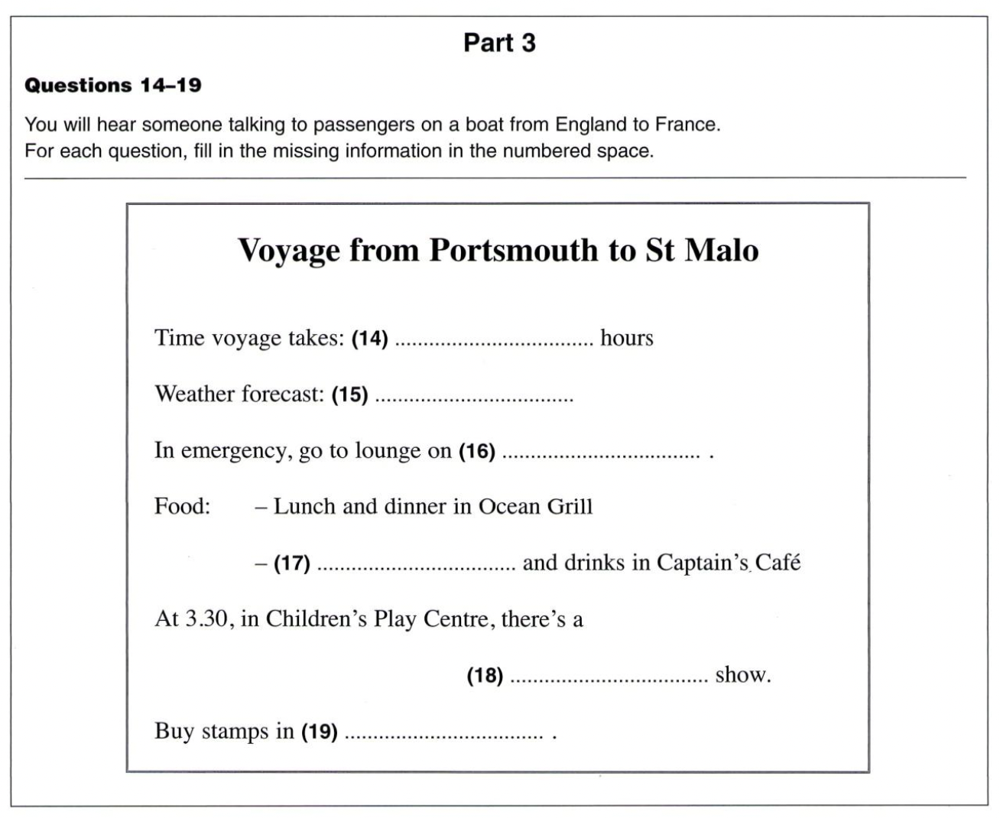 Part 3
Questions 14–19
You will hear someone talking to passengers on a boat from England to France.
For each question, fill in the missing information in the numbered space.
Voyage from Portsmouth to St Malo
Time voyage takes: (14) .................................. hours
Weather forecast: (15) ..................................
In emergency, go to lounge on (16) .................................. .
Food: – Lunch and dinner in Ocean Grill
– (17) .................................. and drinks in Captain's Café
At 3.30, in Children's Play Centre, there's a
(18) .................................. show.
Buy stamps in (19) .................................. .